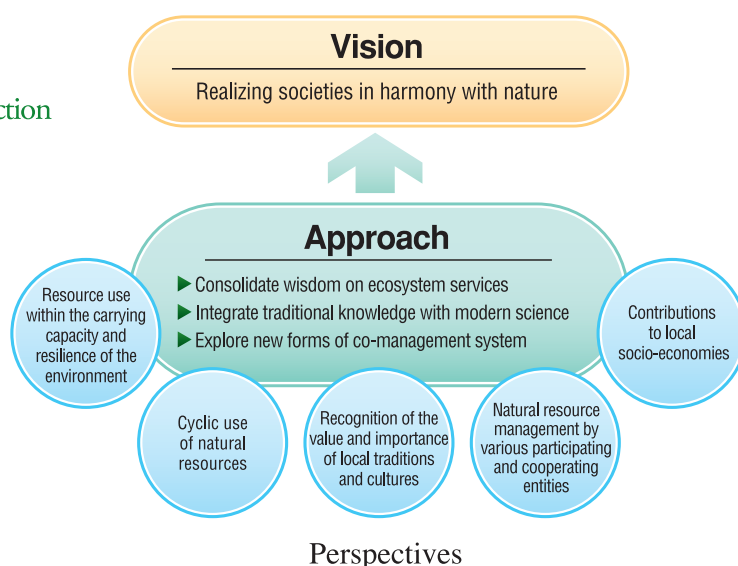 Vision
Realizing societies in harmony with nature
ction
Approach
Consolidate wisdom on ecosystem services
Integrate traditional knowledge with modern science
Explore new forms of co-management system
Resource use
within the carrying
capacity and
resilience of the
environment
Cyclic use
of natural
resources
Recognition of the
value and importance
of local traditions
and cultures
Natural resource
management by
various participating
and cooperating
entities
Contributions
to local
socio-economies
Perspectives